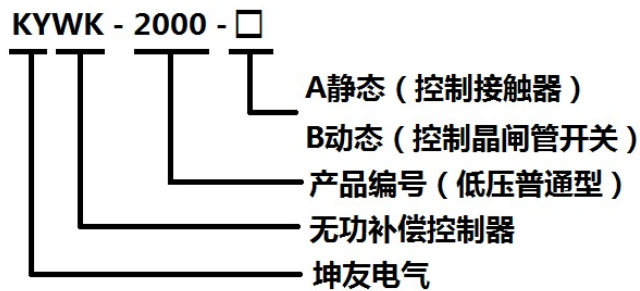 KYWK-2000-□
A静态（控制接触器）
B动态（控制晶闸管开关）
产品编号（低压普通型）
无功补偿控制器
坤友电气